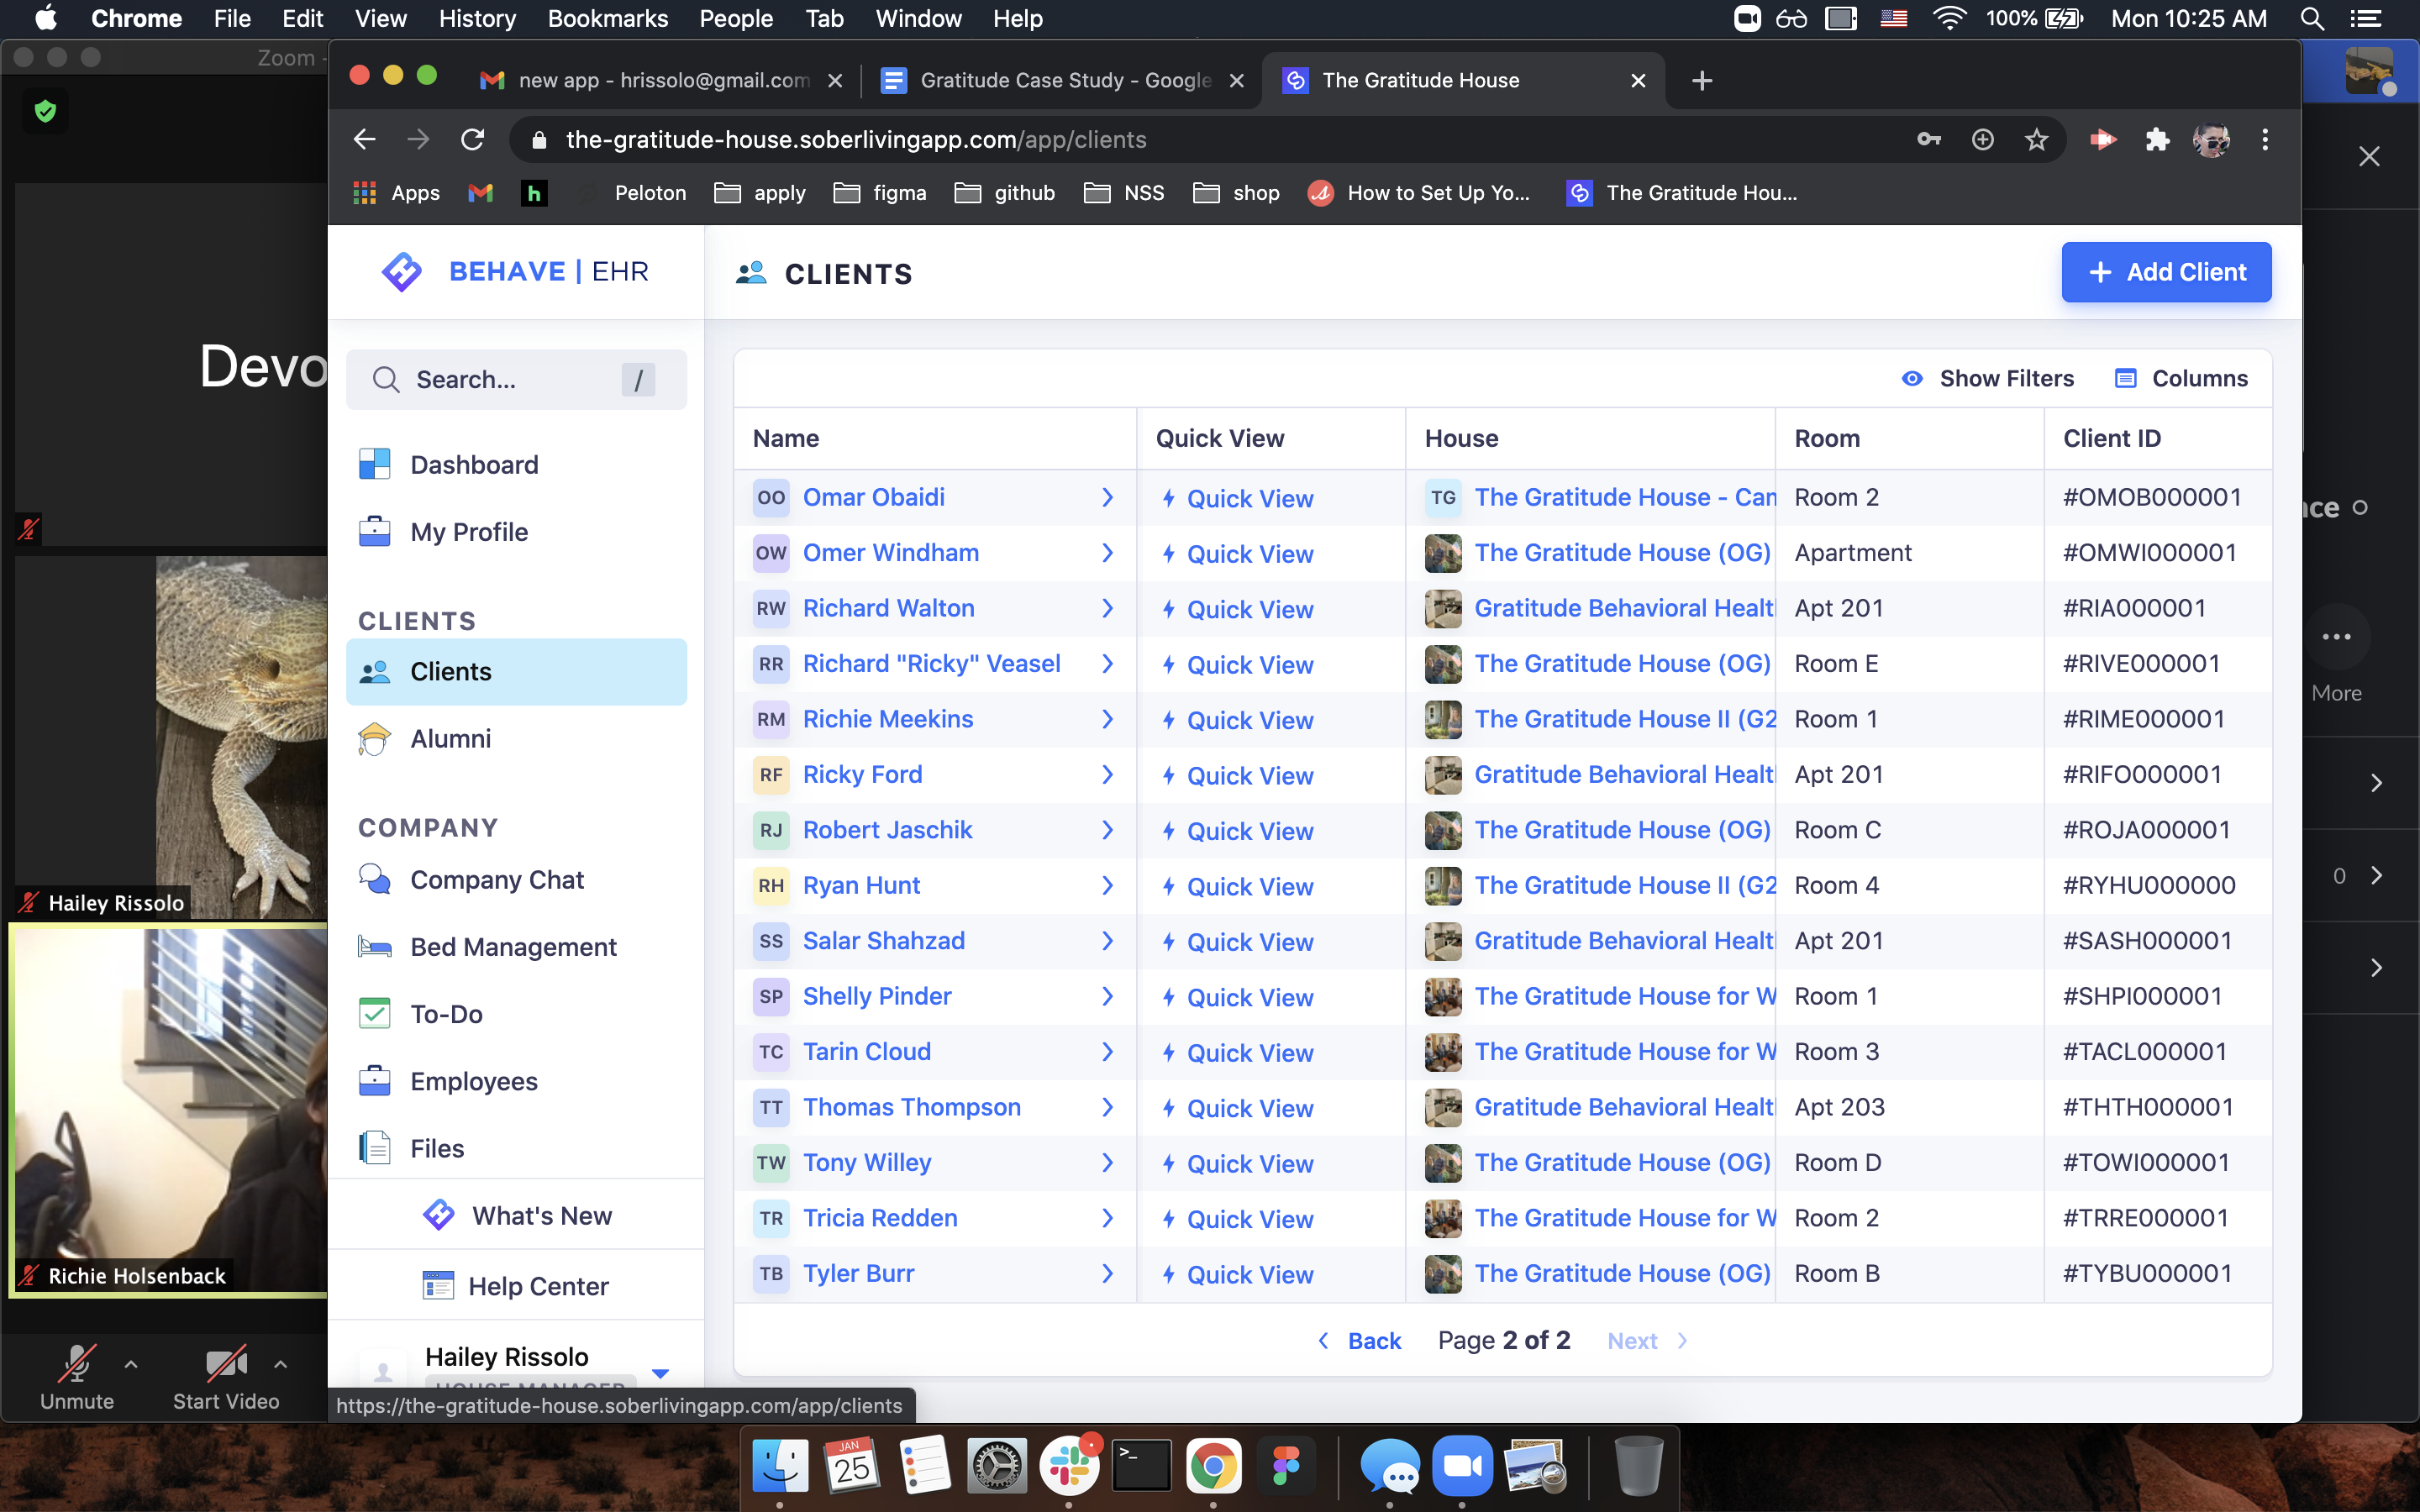 Chrome File Edit View History Bookmarks People Tab Window Help 100% Mon 10:25 AM
Zoom -
new app - hrissolo@gmail.com
Gratitude Case Study - Google
The Gratitude House
the-gratitude-house.soberlivingapp.com/app/clients
Apps
h
Peloton
apply
figma
github
NSS
shop
How to Set Up Yo...
The Gratitude Hou...
BEHAVE | EHR
CLIENTS
+ Add Client
Devo
Search... /
Show Filters
Columns
Dashboard
My Profile
CLIENTS
Clients
Alumni
COMPANY
Company Chat
Bed Management
To-Do
Employees
Files
What's New
Help Center
Hailey Rissolo
HOUSE MANAGER
Name Quick View House Room Client ID
OO Omar Obaidi Quick View TG The Gratitude House - Can Room 2 #OMOB000001
OW Omer Windham Quick View The Gratitude House (OG) Apartment #OMWI000001
RW Richard Walton Quick View Gratitude Behavioral Healt Apt 201 #RIA000001
RR Richard "Ricky" Veasel Quick View The Gratitude House (OG) Room E #RIVE000001
RM Richie Meekins Quick View The Gratitude House II (G2 Room 1 #RIME000001
RF Ricky Ford Quick View Gratitude Behavioral Healt Apt 201 #RIFO000001
RJ Robert Jaschik Quick View The Gratitude House (OG) Room C #ROJA000001
RH Ryan Hunt Quick View The Gratitude House II (G2 Room 4 #RYHU000000
SS Salar Shahzad Quick View Gratitude Behavioral Healt Apt 201 #SASH000001
SP Shelly Pinder Quick View The Gratitude House for W Room 1 #SHPI000001
TC Tarin Cloud Quick View The Gratitude House for W Room 3 #TACL000001
TT Thomas Thompson Quick View Gratitude Behavioral Healt Apt 203 #THTH000001
TW Tony Willey Quick View The Gratitude House (OG) Room D #TOWI000001
TR Tricia Redden Quick View The Gratitude House for W Room 2 #TRRE000001
TB Tyler Burr Quick View The Gratitude House (OG) Room B #TYBU000001
Back Page 2 of 2 Next
Hailey Rissolo
Richie Holsenback
Unmute
Start Video
https://the-gratitude-house.soberlivingapp.com/app/clients
nce
More
0
JAN
25